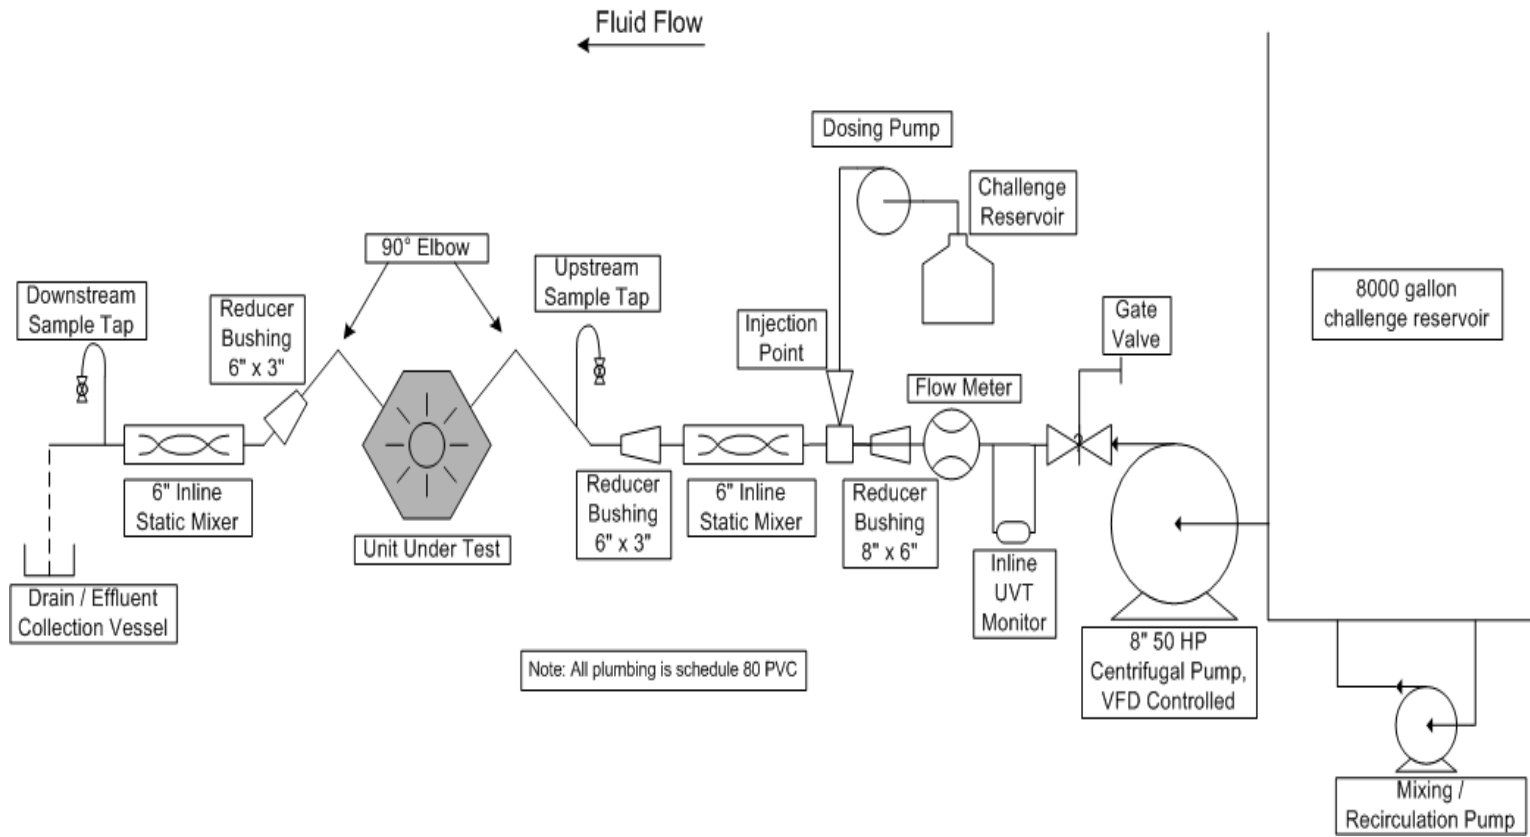 Fluid Flow
Dosing Pump
Challenge
Reservoir
90° Elbow
Upstream
Sample Tap
Downstream
Sample Tap
Reducer
Bushing
6" x 3"
Injection
Point
Gate
Valve
8000 gallon
challenge reservoir
Flow Meter
6" Inline
Static Mixer
Unit Under Test
Reducer
Bushing
6" x 3"
6" Inline
Static Mixer
Reducer
Bushing
8" x 6"
Inline
UVT
Monitor
Drain / Effluent
Collection Vessel
8" 50 HP
Centrifugal Pump,
VFD Controlled
Note: All plumbing is schedule 80 PVC
Mixing /
Recirculation Pump